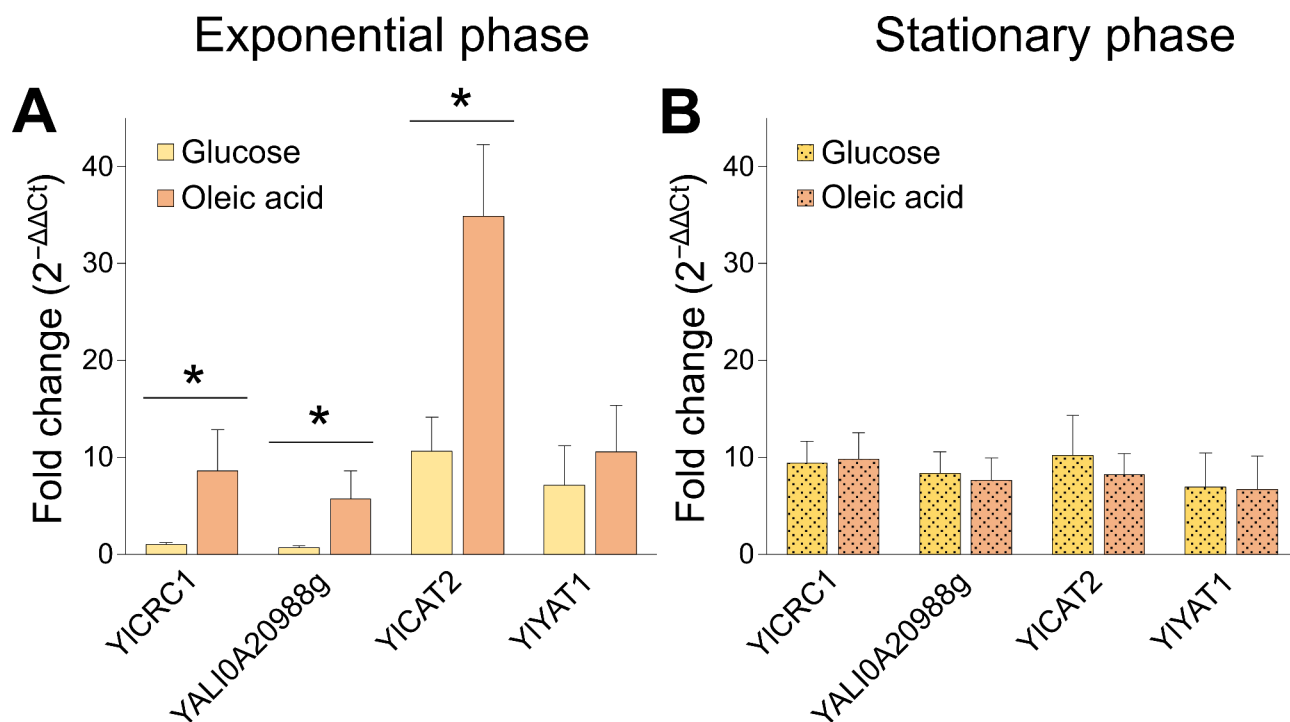 Exponential phase
Stationary phase
A
*
*
*
Glucose
Oleic acid
Fold change (2⁻ΔΔCt)
40
30
20
10
0
YlCRC1
YALI0A20988g
YlCAT2
YlYAT1
B
Glucose
Oleic acid
Fold change (2⁻ΔΔCt)
40
30
20
10
0
YlCRC1
YALI0A20988g
YlCAT2
YlYAT1